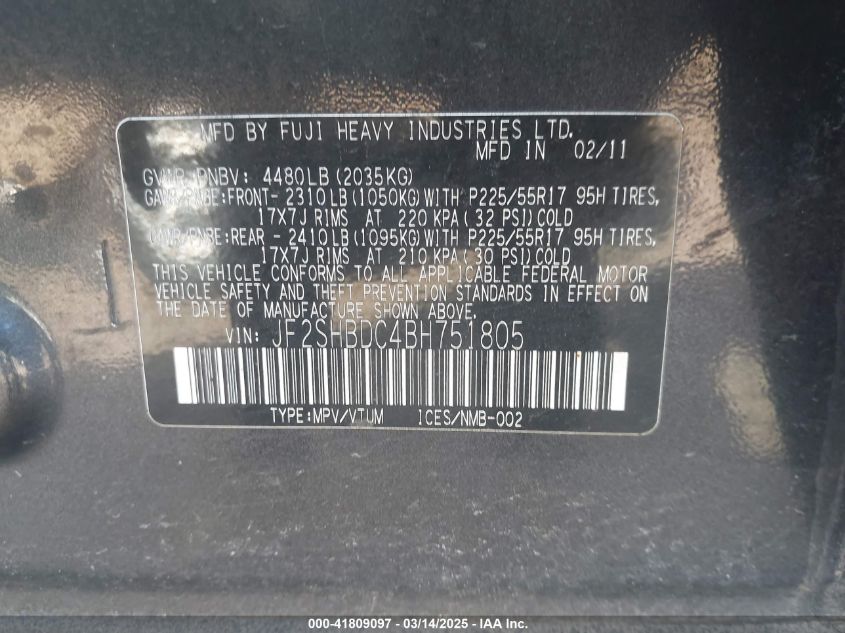 MFD BY FUJI HEAVY INDUSTRIES LTD.
MFD IN 02/11
GVWR/PNBV: 4480LB(2035KG)
GAWR/PNBE:FRONT- 2310LB(1050KG)WITH P225/55R17 95H TIRES,
17X7J RIMS AT 220 KPA( 32 PSI)COLD
GAWR/PNBE:REAR - 2410LB(1095KG)WITH P225/55R17 95H TIRES,
17X7J RIMS AT 210 KPA( 30 PSI)COLD
THIS VEHICLE CONFORMS TO ALL APPLICABLE FEDERAL MOTOR
VEHICLE SAFETY AND THEFT PREVENTION STANDARDS IN EFFECT
ON THE DATE OF MANUFACTURE SHOWN ABOVE.
VIN: JF2SHBDC4BH751805
TYPE:MPV/VTUM ICES/NMB-002
000-41809097 - 03/14/2025 - IAA Inc.